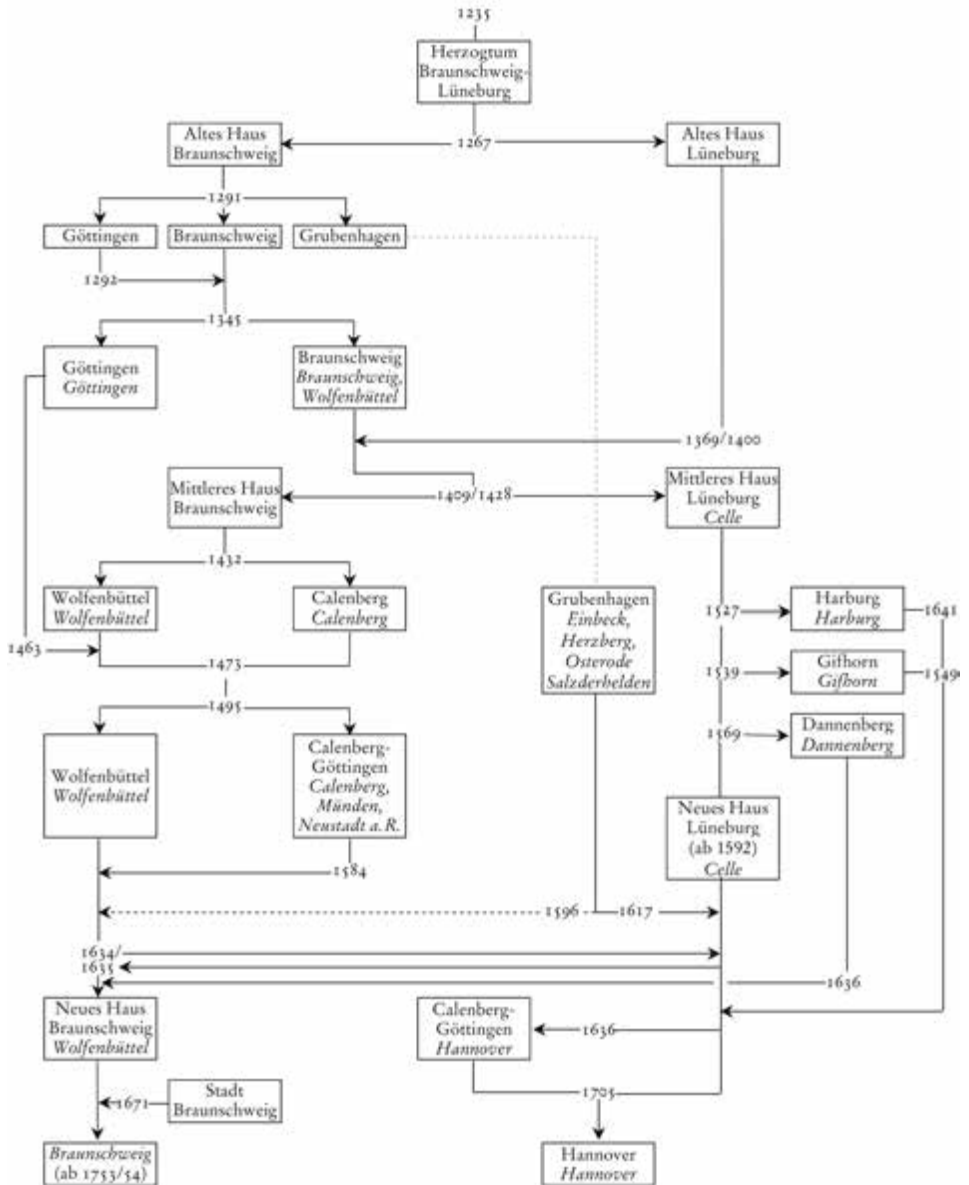 1235
Herzogtum
Braunschweig-
Lüneburg
Altes Haus
Braunschweig
1267
Altes Haus
Lüneburg
1291
Göttingen
Braunschweig
Grubenhagen
1292
1345
Göttingen
Göttingen
Braunschweig
Braunschweig,
Wolfenbüttel
1369/1400
Mittleres Haus
Braunschweig
1409/1428
Mittleres Haus
Lüneburg
Celle
1432
Wolfenbüttel
Wolfenbüttel
Calenberg
Calenberg
Grubenhagen
Einbeck,
Herzberg,
Osterode
Salzderhelden
1527
Harburg
Harburg
1641
1463
1473
1539
Gifhorn
Gifhorn
1549
1495
1569
Dannenberg
Dannenberg
Wolfenbüttel
Wolfenbüttel
Calenberg-
Göttingen
Calenberg,
Münden,
Neustadt a. R.
Neues Haus
Lüneburg
(ab 1592)
Celle
1584
1596
1617
1634/
1635
1636
Neues Haus
Braunschweig
Wolfenbüttel
Calenberg-
Göttingen
Hannover
1636
1671
Stadt
Braunschweig
1705
Braunschweig
(ab 1753/54)
Hannover
Hannover